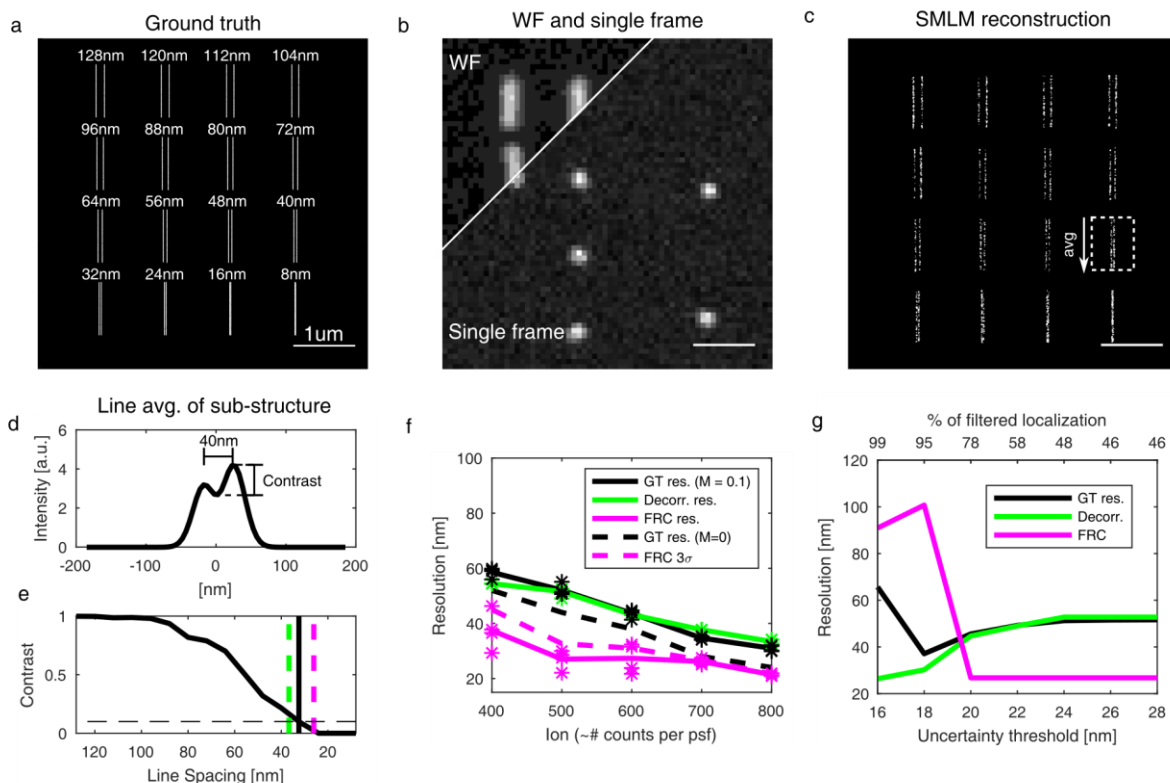 a
Ground truth
128nm 120nm 112nm 104nm
96nm 88nm 80nm 72nm
64nm 56nm 48nm 40nm
32nm 24nm 16nm 8nm
1um
b
WF and single frame
WF
Single frame
c
SMLM reconstruction
avg
d
Line avg. of sub-structure
Intensity [a.u.]
6
4
2
0
40nm
Contrast
-200 -100 0 100 200
[nm]
e
Contrast
1
0.5
0
120 100 80 60 40 20
Line Spacing [nm]
f
Resolution [nm]
100
80
60
40
20
GT res. (M = 0.1)
Decorr. res.
FRC res.
GT res. (M=0)
FRC 3σ
400 500 600 700 800
Ion (~# counts per psf)
g
% of filtered localization
99 95 78 58 48 46 46
Resolution [nm]
120
100
80
60
40
20
GT res.
Decorr.
FRC
16 18 20 22 24 26 28
Uncertainty threshold [nm]